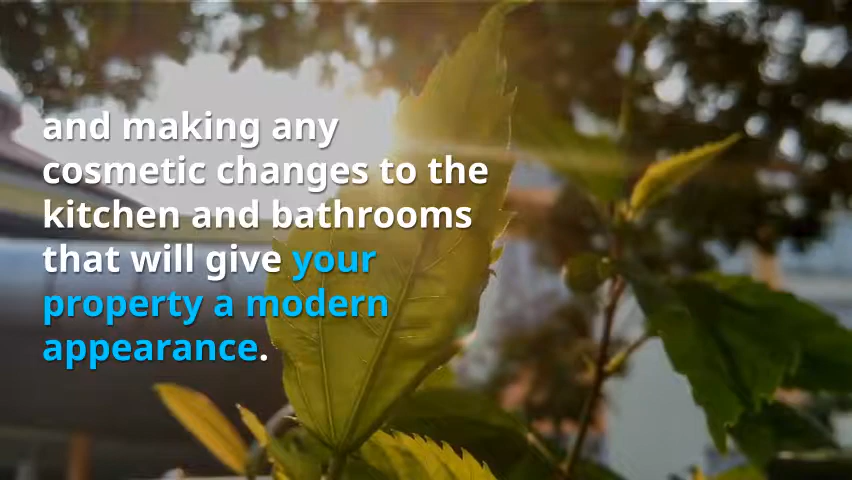 and making any
cosmetic changes to the
kitchen and bathrooms
that will give your
property a modern
appearance.